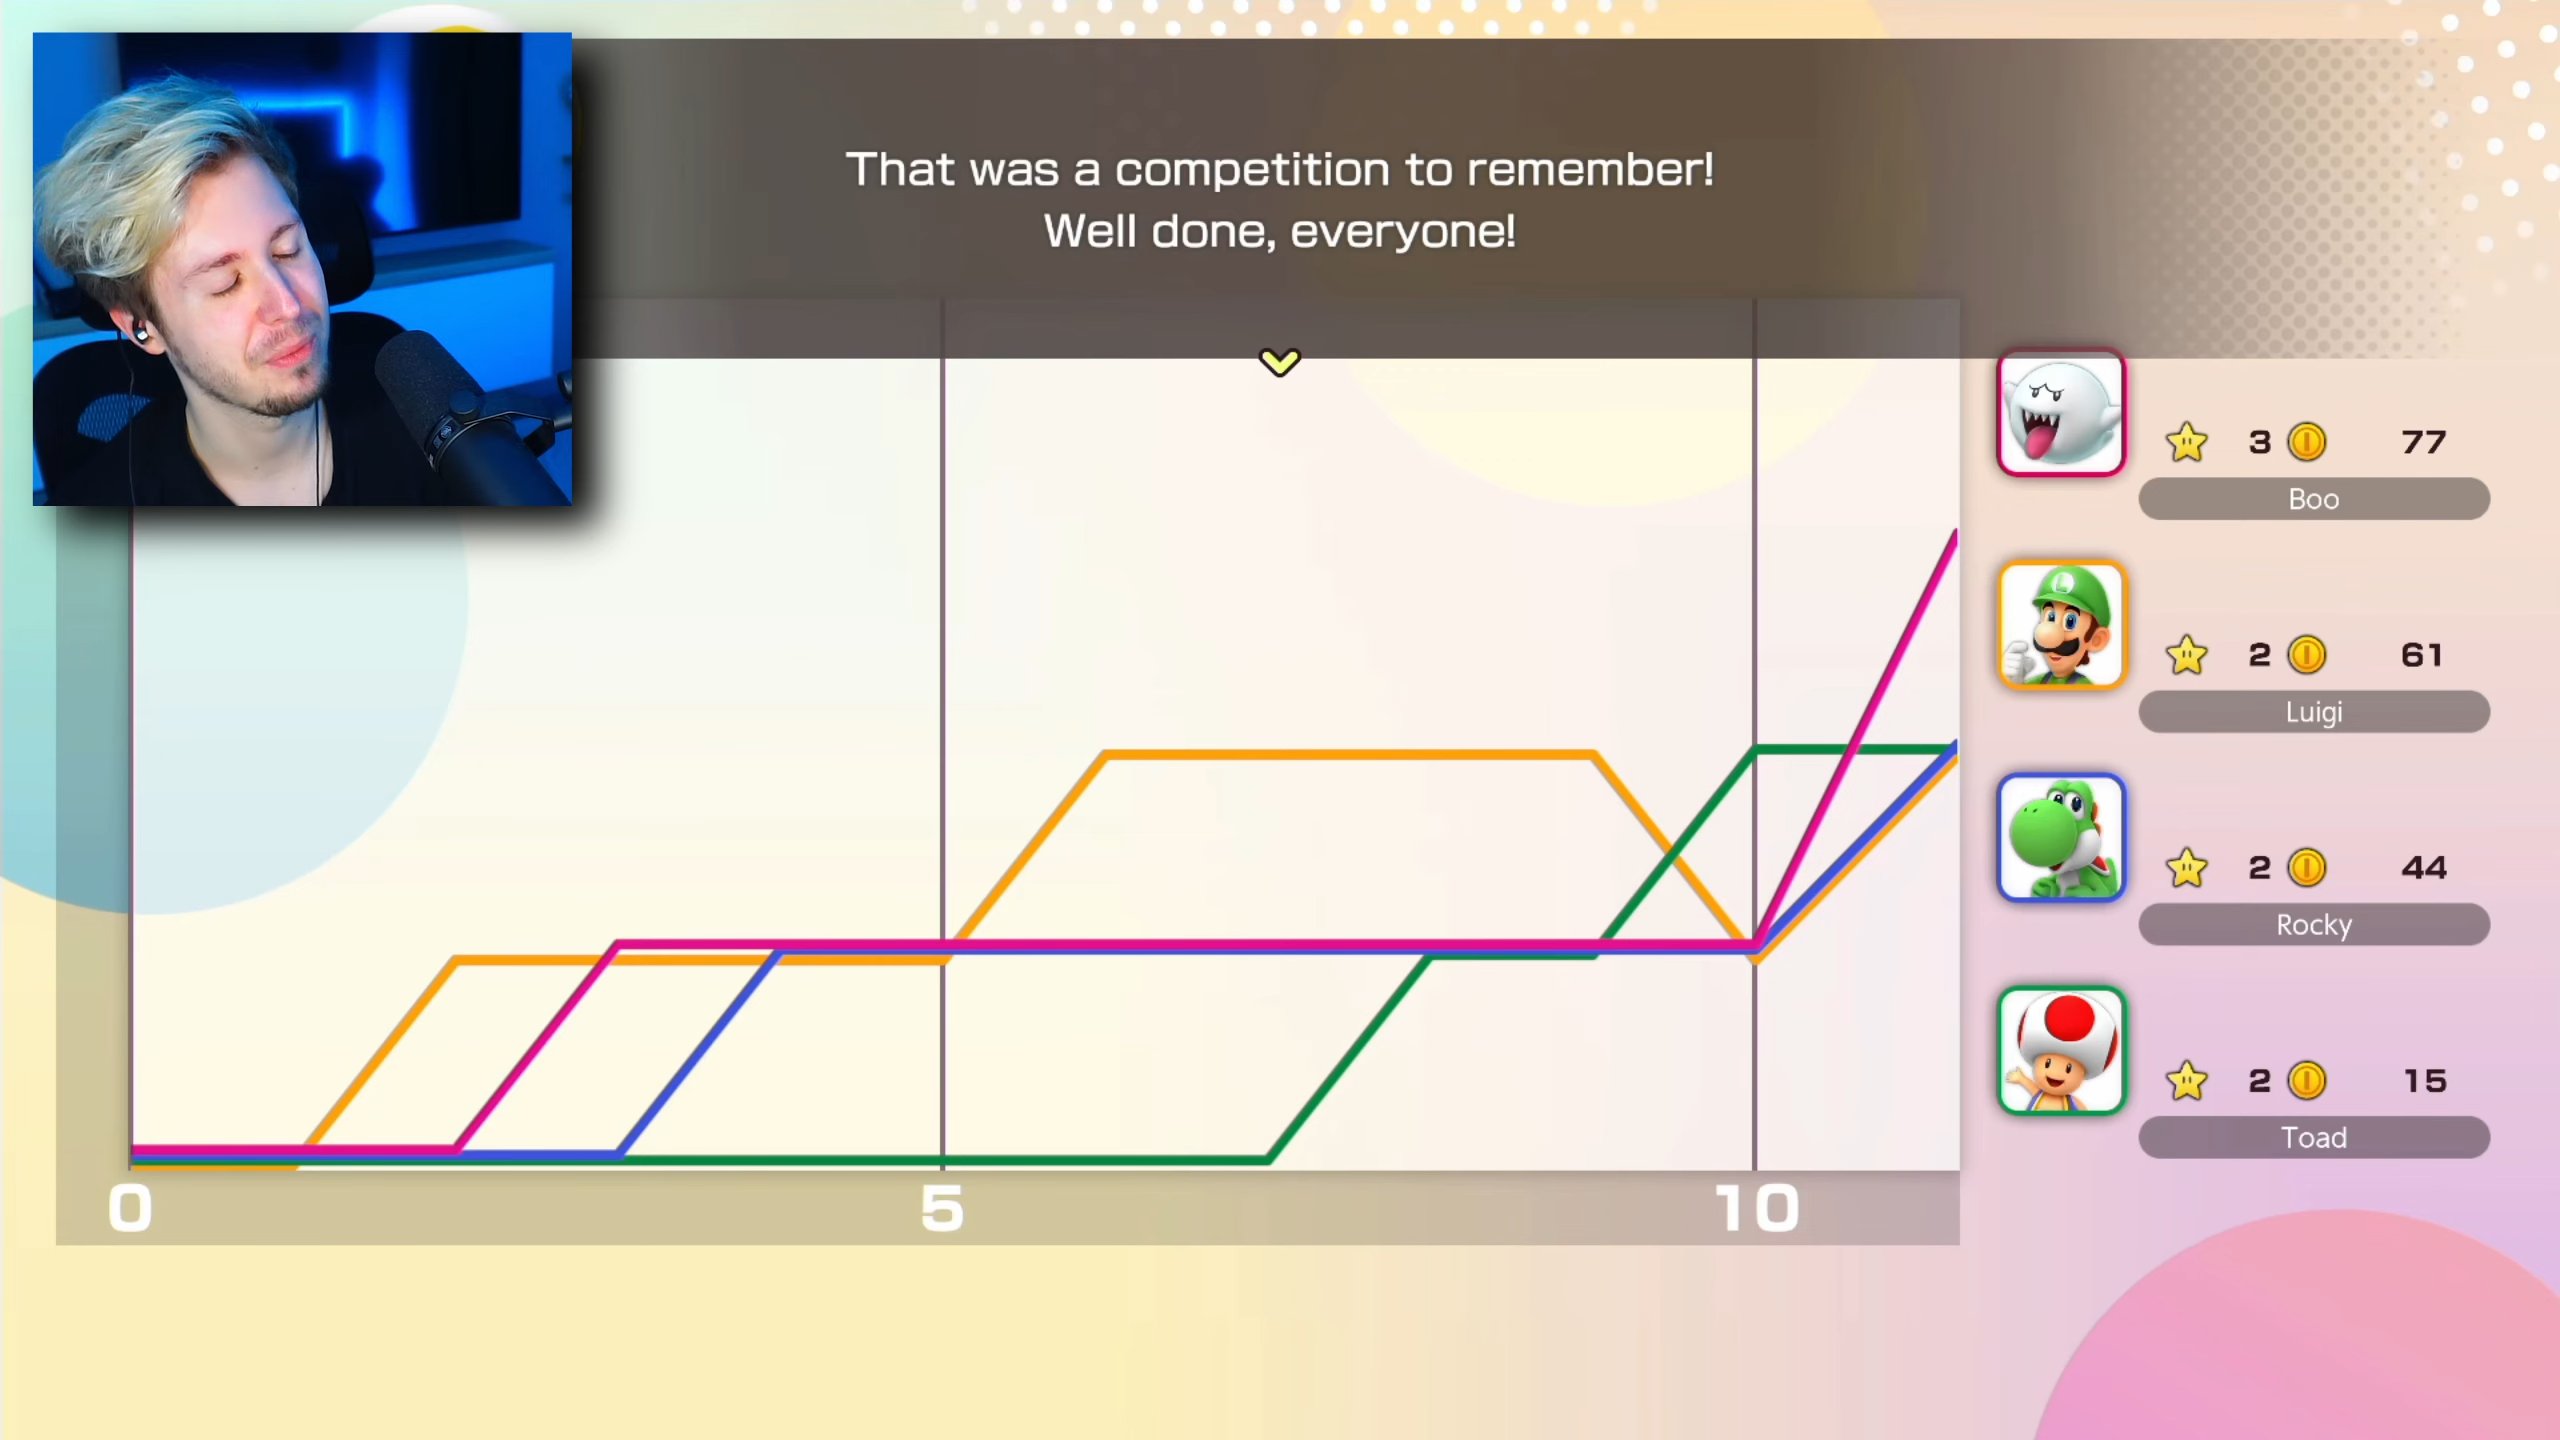 That was a competition to remember!
Well done, everyone!
3 77
Boo
L
2 61
Luigi
2 44
Rocky
2 15
Toad
0 5 10